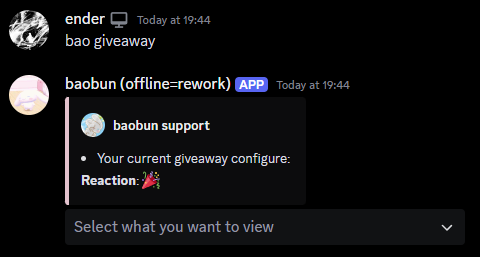 ender Today at 19:44
bao giveaway
baobun (offline=rework) APP Today at 19:44
baobun support
• Your current giveaway configure:
Reaction: 🎉
Select what you want to view